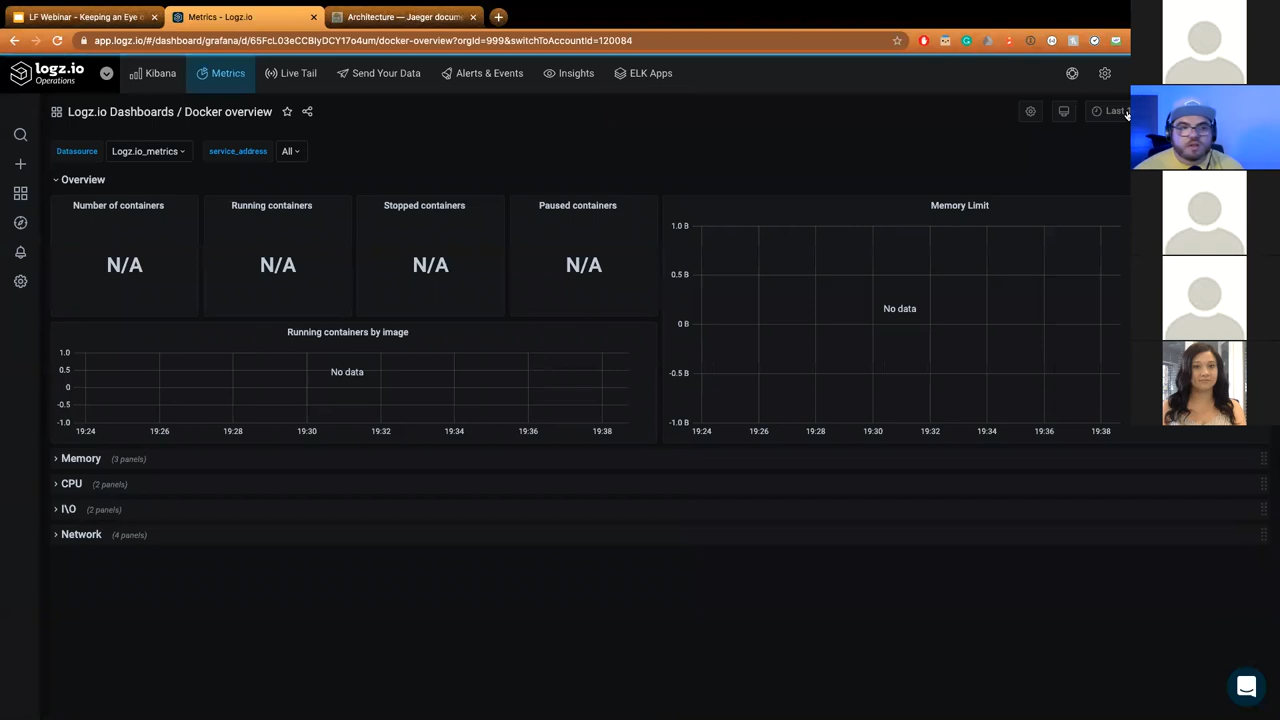 LF Webinar - Keeping an Eye o
Metrics - Logz.io
Architecture — Jaeger docum
app.logz.io/#/dashboard/grafana/d/65FcL03eCCBIyDCY17o4um/docker-overview?orgId=999&switchToAccountId=120084
logz.io
Operations
Kibana
Metrics
Live Tail
Send Your Data
Alerts & Events
Insights
ELK Apps
Logz.io Dashboards / Docker overview
Last
Datasource
Logz.io_metrics
service_address
All
Overview
Number of containers
Running containers
Stopped containers
Paused containers
Memory Limit
N/A
N/A
N/A
N/A
1.0 B
0.5 B
0 B
-0.5 B
-1.0 B
No data
19:24
19:26
19:28
19:30
19:32
19:34
19:36
19:38
Running containers by image
1.0
0.5
0
-0.5
-1.0
No data
19:24
19:26
19:28
19:30
19:32
19:34
19:36
19:38
Memory (3 panels)
CPU (2 panels)
I\O (2 panels)
Network (4 panels)